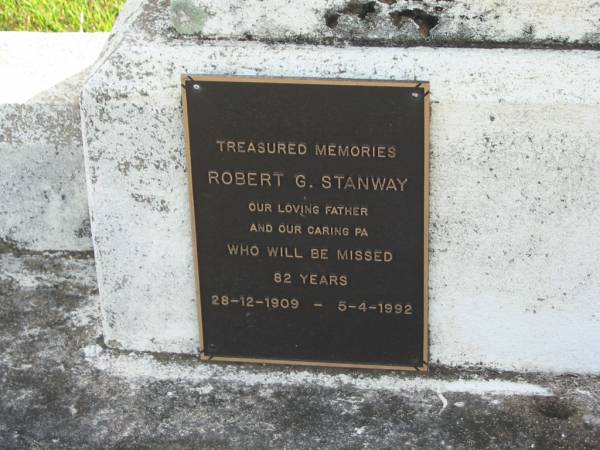 TREASURED MEMORIES
ROBERT G. STANWAY
OUR LOVING FATHER
AND OUR CARING PA
WHO WILL BE MISSED
82 YEARS
28-12-1909 - 5-4-1992